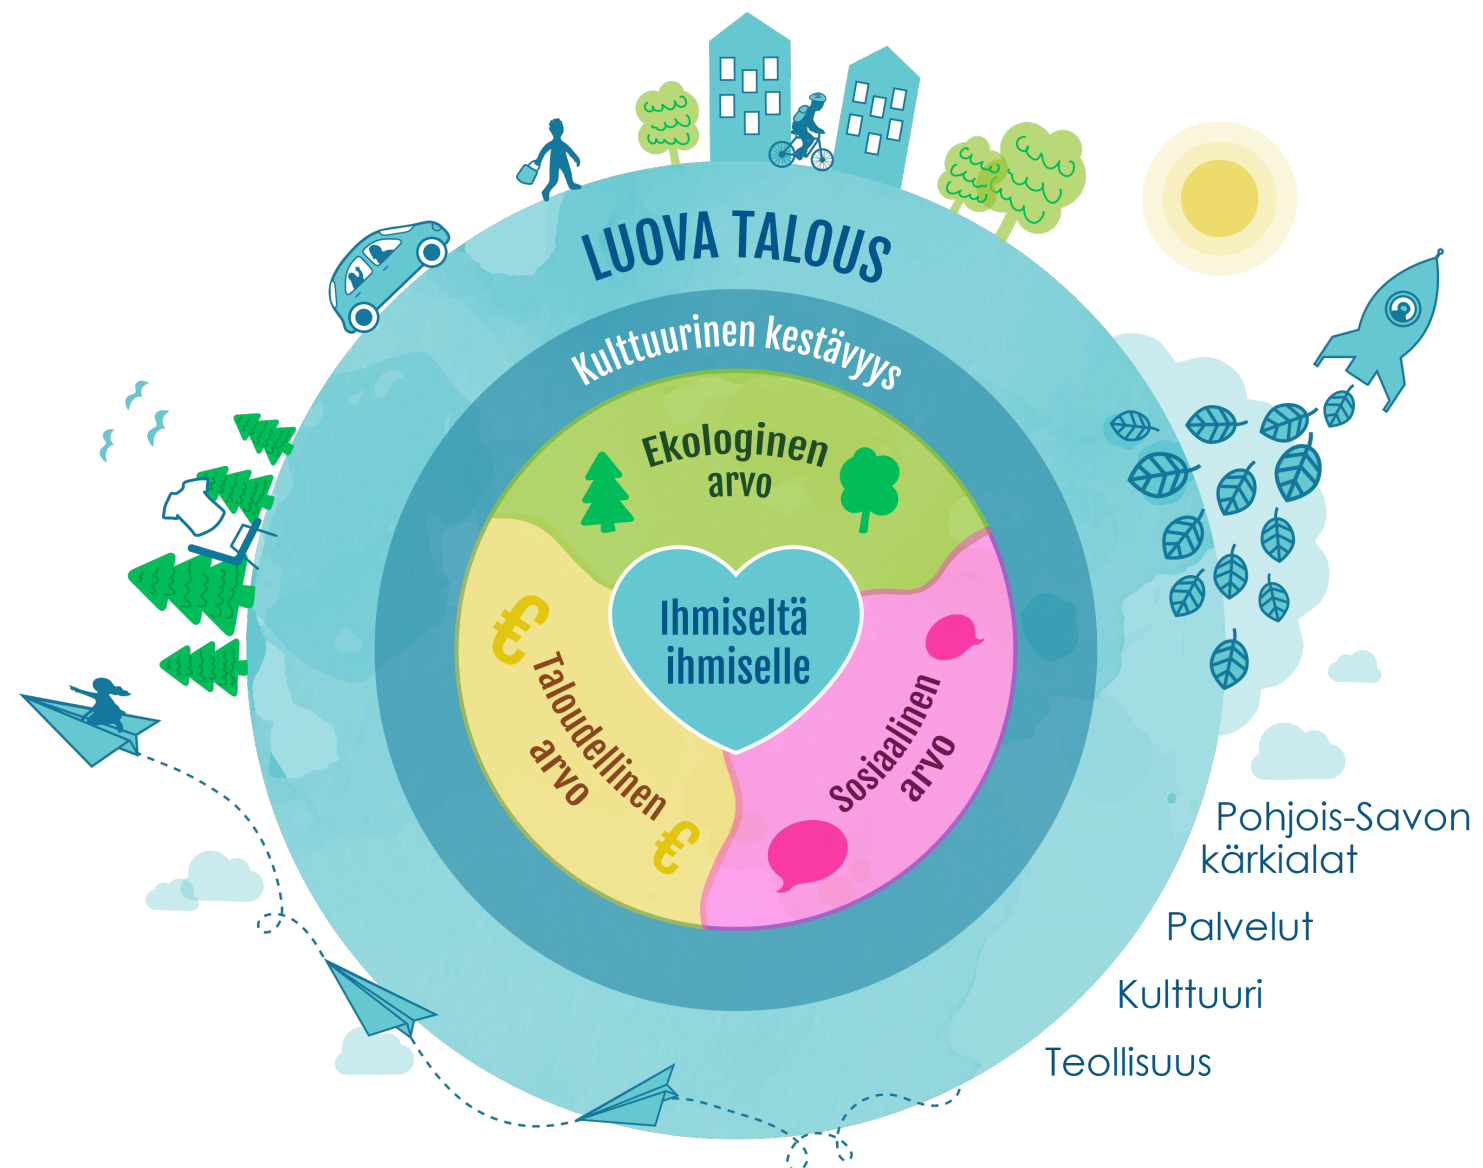 LUOVA TALOUS
Kulttuurinen kestävyys
Ekologinen
arvo
Ihmiseltä
ihmiselle
€
Taloudellinen
arvo
€
Sosiaalinen
arvo
Pohjois-Savon
kärkialat
Palvelut
Kulttuuri
Teollisuus